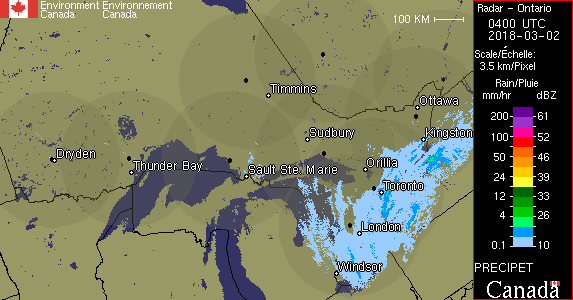 Environment Environnement
Canada Canada
100 KM
Timmins
Ottawa
Sudbury
Kingston
Dryden
Thunder Bay
Sault Ste. Marie
Orillia
Toronto
London
Windsor
Radar - Ontario
0400 UTC
2018-03-02
Scale/Échelle:
3.5 km/Pixel
Rain/Pluie
mm/hr dBZ
200 61
100 52
50 46
24 39
12 33
4 26
0.1 10
PRECIPET
Canada